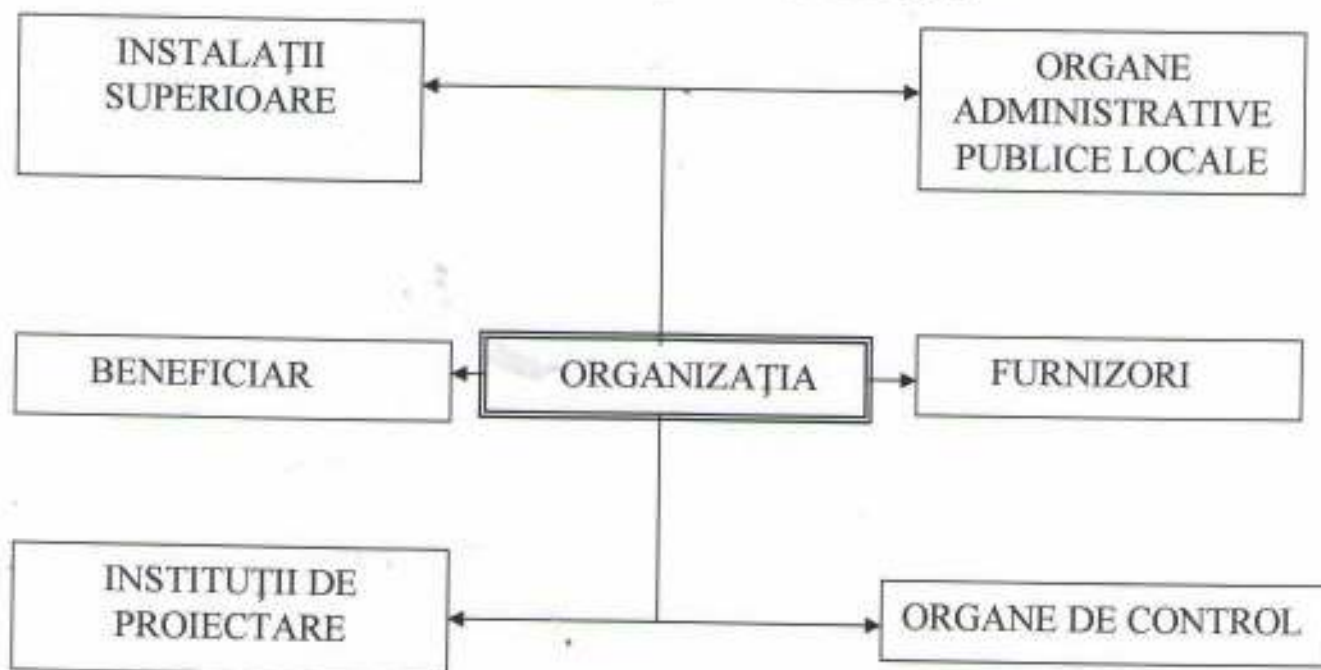 INSTALAŢII
SUPERIOARE
ORGANE
ADMINISTRATIVE
PUBLICE LOCALE
BENEFICIAR
ORGANIZAŢIA
FURNIZORI
INSTITUŢII DE
PROIECTARE
ORGANE DE CONTROL